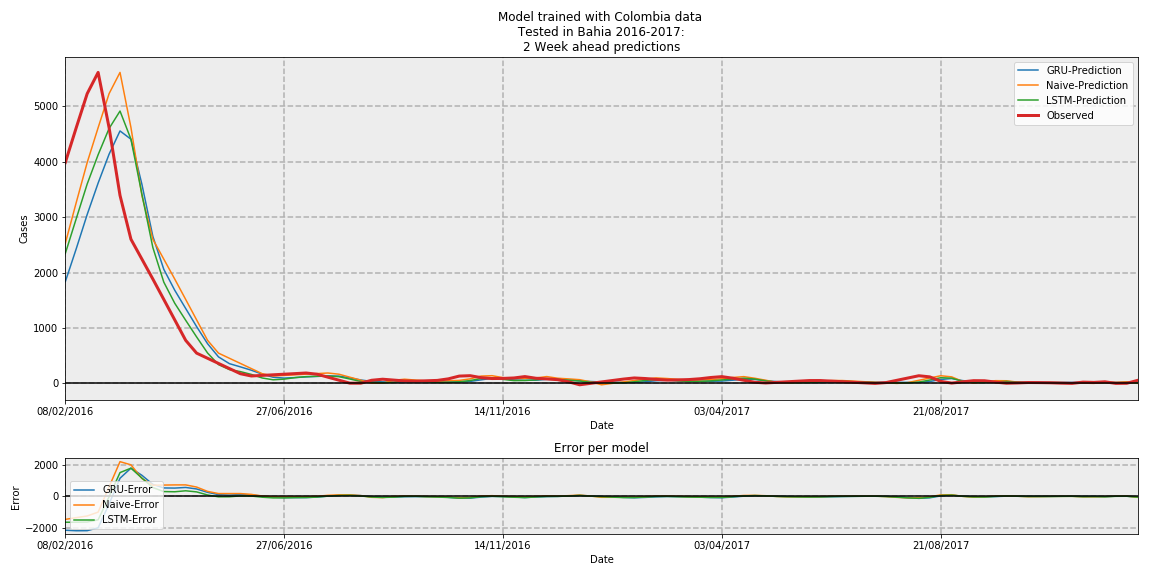 Model trained with Colombia data
Tested in Bahia 2016-2017:
2 Week ahead predictions
GRU-Prediction
Naive-Prediction
LSTM-Prediction
Observed
Cases
5000
4000
3000
2000
1000
0
08/02/2016 27/06/2016 14/11/2016 03/04/2017 21/08/2017
Date
Error per model
Error
2000
0
−2000
GRU-Error
Naive-Error
LSTM-Error
08/02/2016 27/06/2016 14/11/2016 03/04/2017 21/08/2017
Date